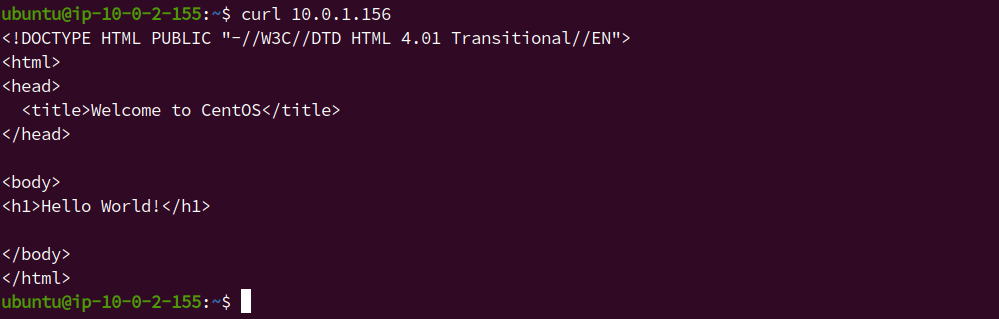 ubuntu@ip-10-0-2-155:~$ curl 10.0.1.156
<!DOCTYPE HTML PUBLIC "-//W3C//DTD HTML 4.01 Transitional//EN">
<html>
<head>
  <title>Welcome to CentOS</title>
</head>

<body>
<h1>Hello World!</h1>

</body>
</html>
ubuntu@ip-10-0-2-155:~$